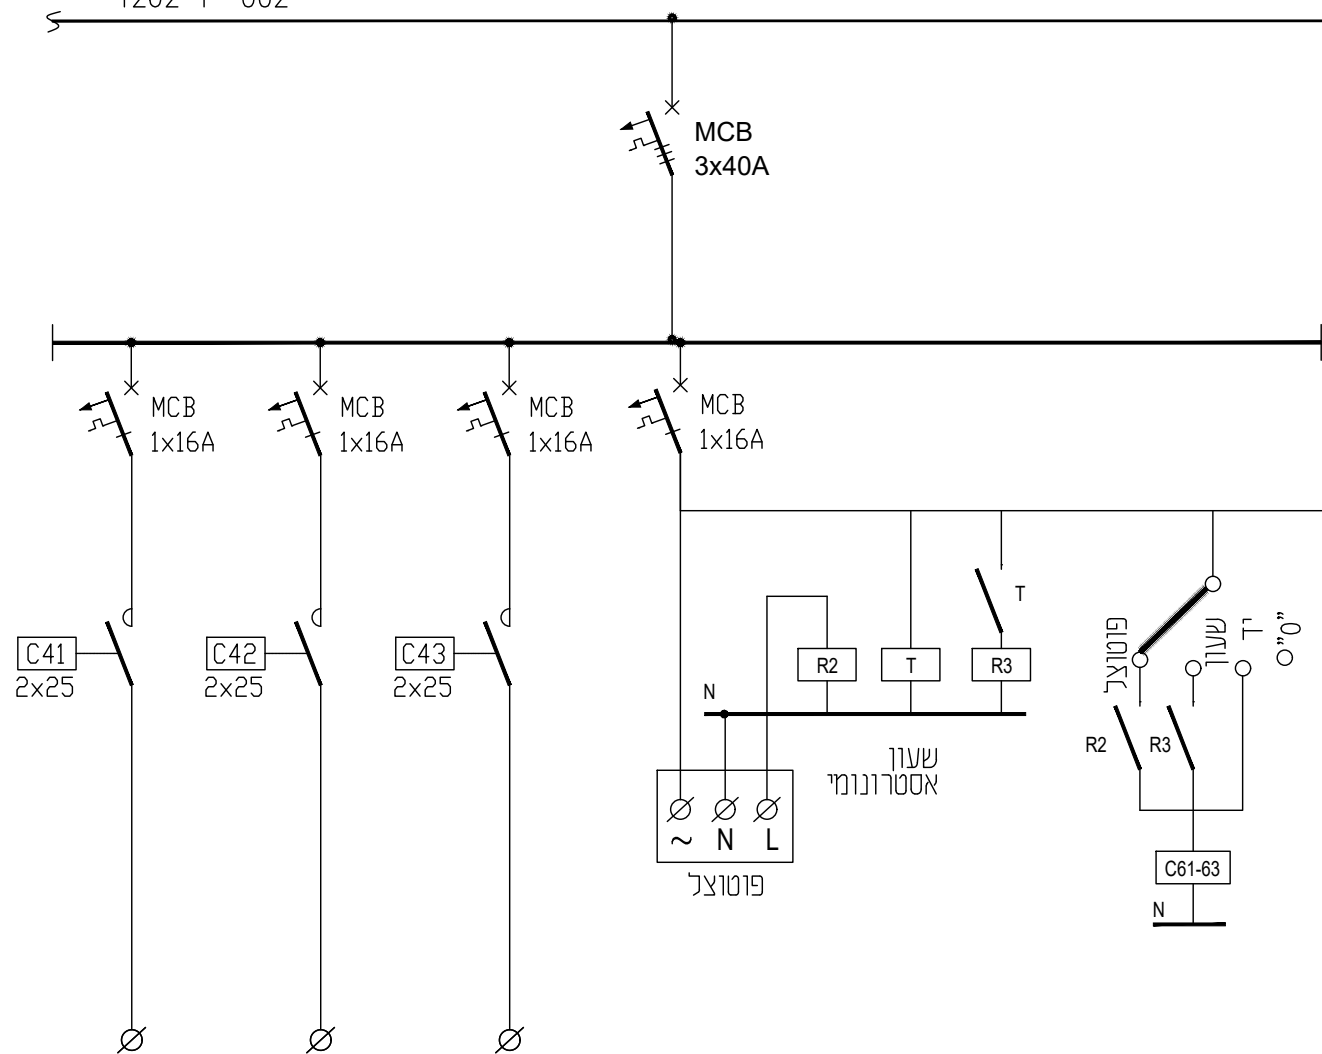 MCB
3x40A
MCB
1x16A
MCB
1x16A
MCB
1x16A
MCB
1x16A
C41
2x25
C42
2x25
C43
2x25
T
R2
T
R3
N
שעון
אסטרונומי
~ N L
פוטוצל
פוטוצל
שעון
יד
"0"
R2
R3
C61-63
N